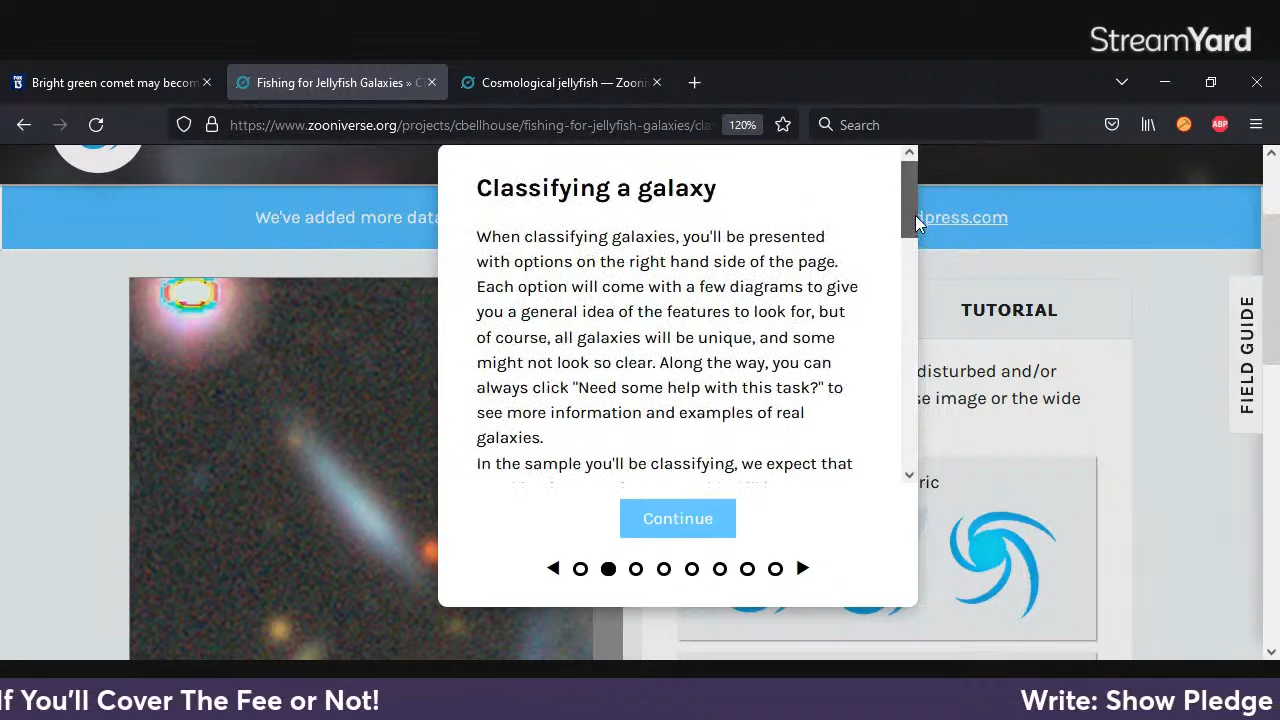 StreamYard
Bright green comet may becom
Fishing for Jellyfish Galaxies » C
Cosmological jellyfish — Zooni
https://www.zooniverse.org/projects/cbellhouse/fishing-for-jellyfish-galaxies/cla
120%
Search
ABP
We've added more data
dpress.com
Classifying a galaxy
When classifying galaxies, you'll be presented
with options on the right hand side of the page.
Each option will come with a few diagrams to give
you a general idea of the features to look for, but
of course, all galaxies will be unique, and some
might not look so clear. Along the way, you can
always click "Need some help with this task?" to
see more information and examples of real
galaxies.
In the sample you'll be classifying, we expect that
Continue
TUTORIAL
disturbed and/or
se image or the wide
ric
FIELD GUIDE
If You'll Cover The Fee or Not!
Write: Show Pledge